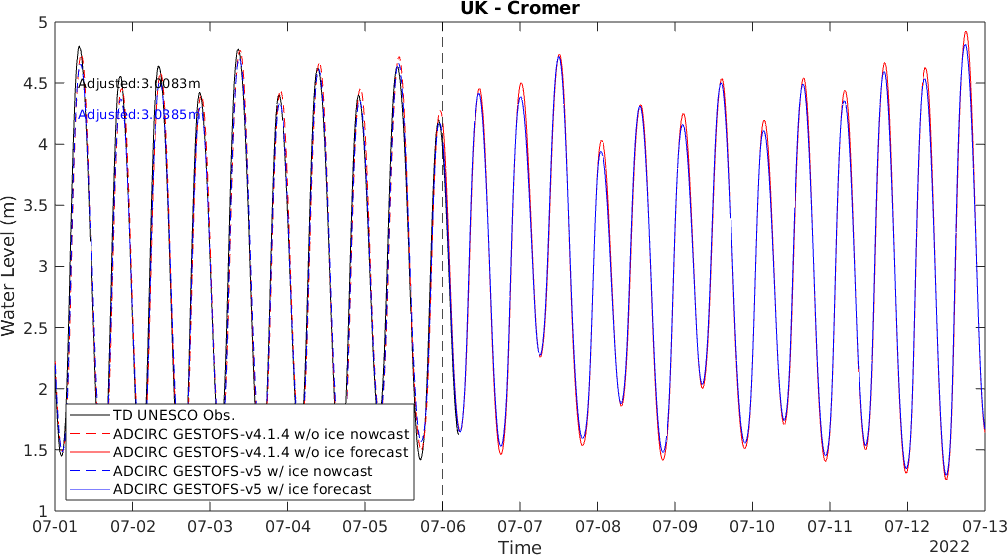 UK - Cromer
Water Level (m)
5
4.5
4
3.5
3
2.5
2
1.5
1
Adjusted:3.0083m
Adjusted:3.0385m
TD UNESCO Obs.
ADCIRC GESTOFS-v4.1.4 w/o ice nowcast
ADCIRC GESTOFS-v4.1.4 w/o ice forecast
ADCIRC GESTOFS-v5 w/ ice nowcast
ADCIRC GESTOFS-v5 w/ ice forecast
07-01 07-02 07-03 07-04 07-05 07-06 07-07 07-08 07-09 07-10 07-11 07-12 07-13
Time
2022